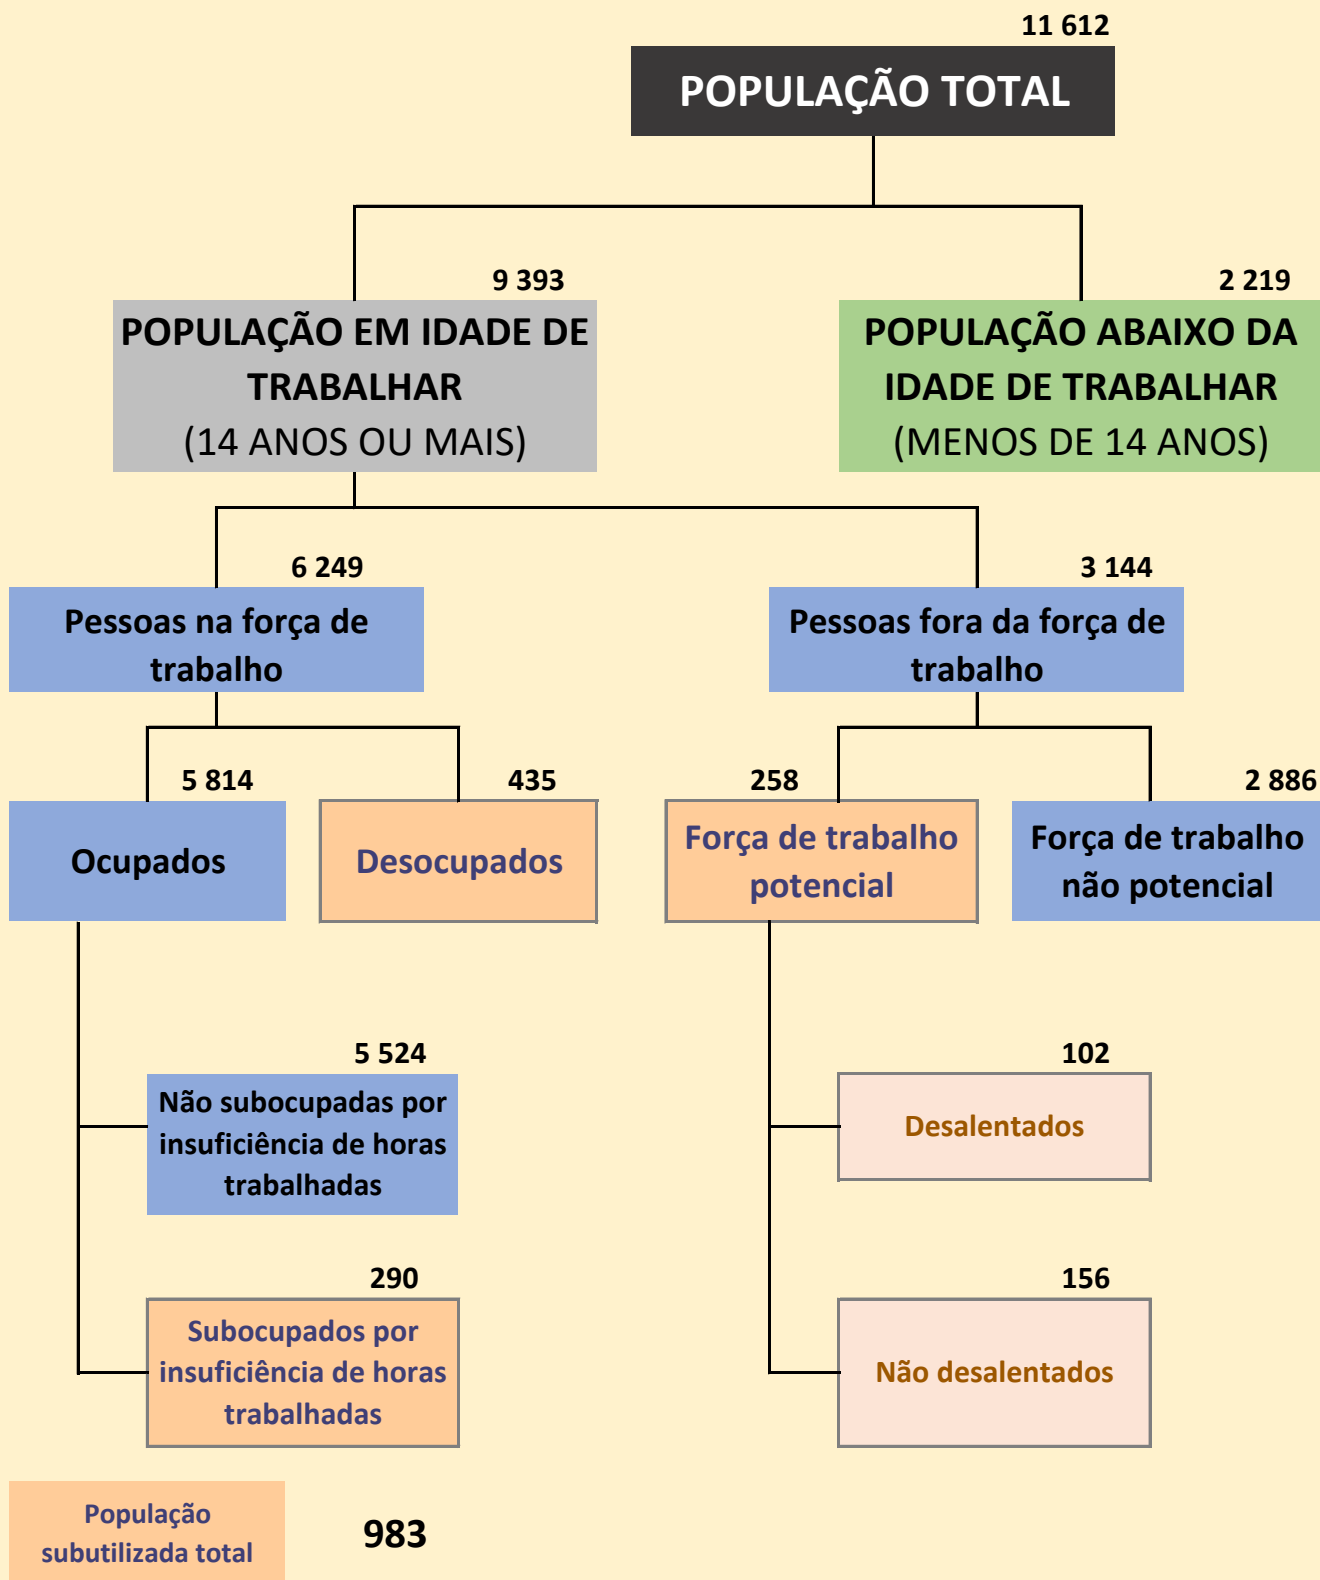 11 612
POPULAÇÃO TOTAL
9 393
POPULAÇÃO EM IDADE DE
TRABALHAR
(14 ANOS OU MAIS)
2 219
POPULAÇÃO ABAIXO DA
IDADE DE TRABALHAR
(MENOS DE 14 ANOS)
6 249
Pessoas na força de
trabalho
3 144
Pessoas fora da força de
trabalho
5 814
Ocupados
435
Desocupados
258
Força de trabalho
potencial
2 886
Força de trabalho
não potencial
5 524
Não subocupadas por
insuficiência de horas
trabalhadas
102
Desalentados
290
Subocupados por
insuficiência de horas
trabalhadas
156
Não desalentados
População
subutilizada total
983